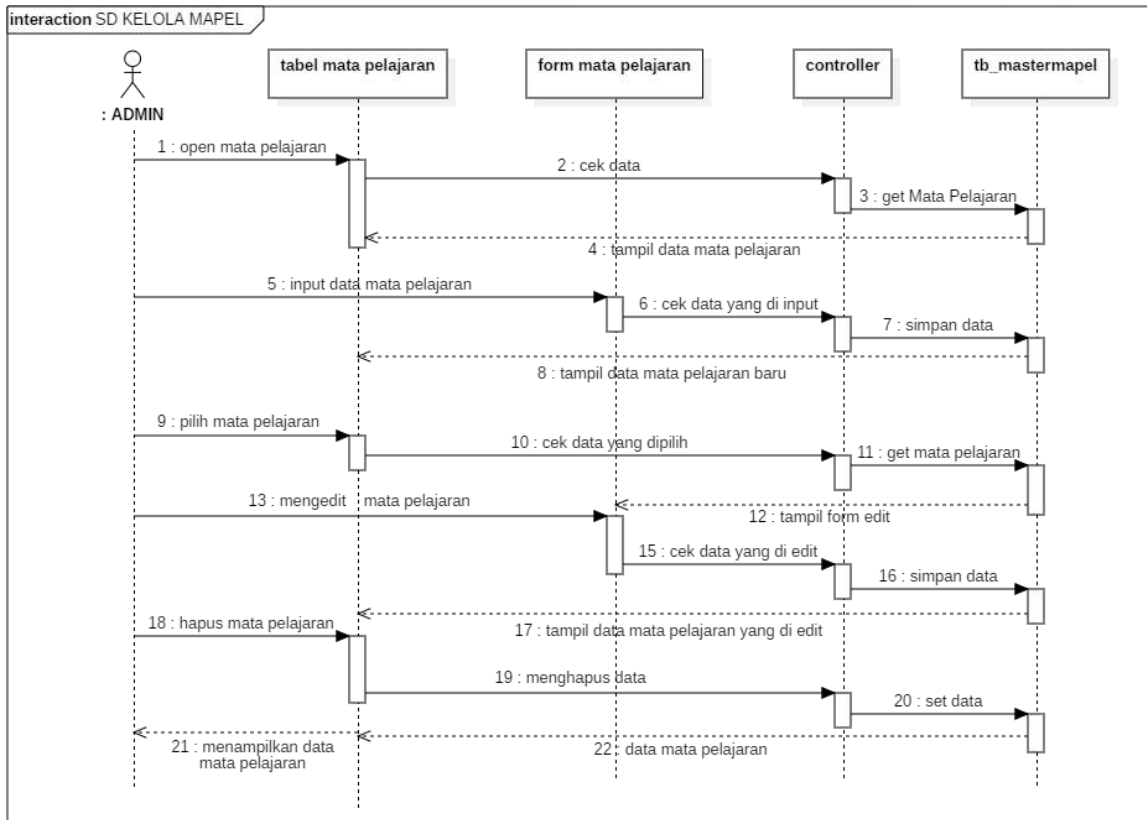 interaction SD KELOLA MAPEL
tabel mata pelajaran
form mata pelajaran
controller
tb_mastermapel
: ADMIN
1 : open mata pelajaran
2 : cek data
3 : get Mata Pelajaran
4 : tampil data mata pelajaran
5 : input data mata pelajaran
6 : cek data yang di input
7 : simpan data
8 : tampil data mata pelajaran baru
9 : pilih mata pelajaran
10 : cek data yang dipilih
11 : get mata pelajaran
12 : tampil form edit
13 : mengedit mata pelajaran
15 : cek data yang di edit
16 : simpan data
17 : tampil data mata pelajaran yang di edit
18 : hapus mata pelajaran
19 : menghapus data
20 : set data
21 : menampilkan data
mata pelajaran
22 : data mata pelajaran